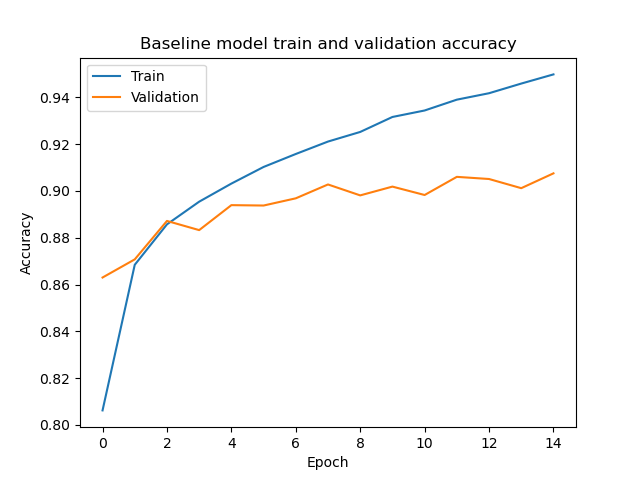 Baseline model train and validation accuracy
Train
Validation
0.94
0.92
0.90
0.88
0.86
0.84
0.82
0.80
Accuracy
0 2 4 6 8 10 12 14
Epoch